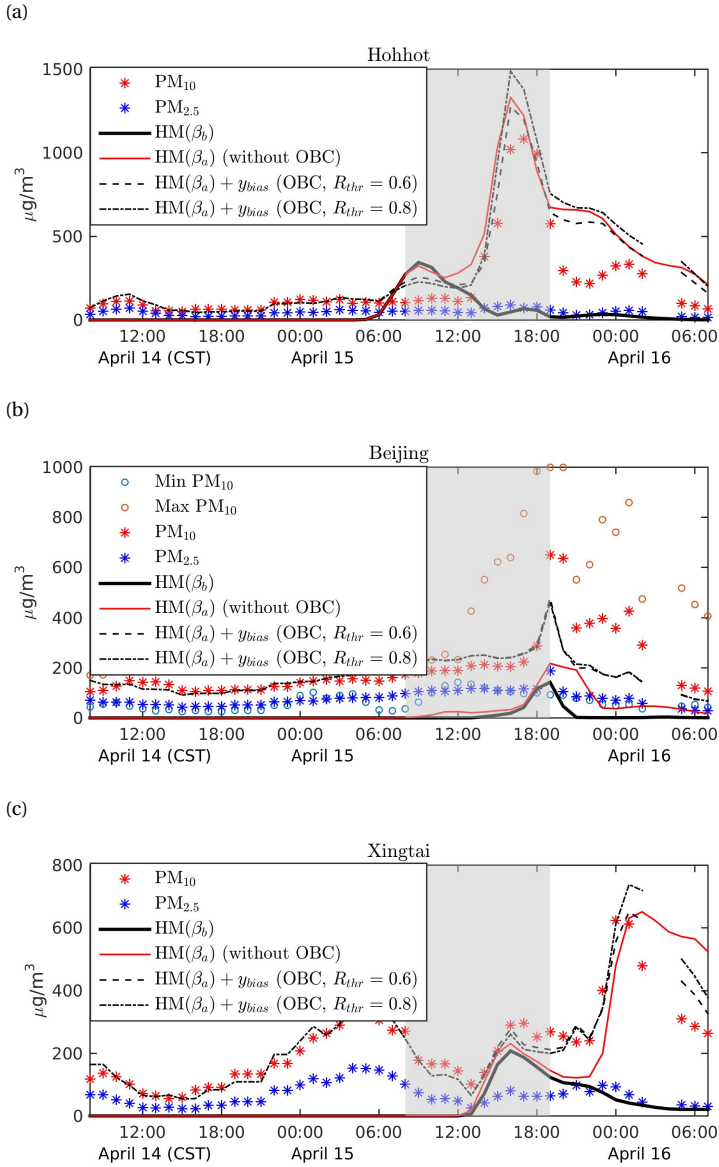 (a)
Hohhot
1500
1000
500
0
μg/m³
PM₁₀
PM₂.₅
HM(βb)
HM(βa) (without OBC)
HM(βa) + ybias (OBC, Rthr = 0.6)
HM(βa) + ybias (OBC, Rthr = 0.8)
12:00 18:00 00:00 06:00 12:00 18:00 00:00 06:00
April 14 (CST) April 15 April 16
(b)
Beijing
1000
800
600
400
200
0
μg/m³
Min PM₁₀
Max PM₁₀
PM₁₀
PM₂.₅
HM(βb)
HM(βa) (without OBC)
HM(βa) + ybias (OBC, Rthr = 0.6)
HM(βa) + ybias (OBC, Rthr = 0.8)
12:00 18:00 00:00 06:00 12:00 18:00 00:00 06:00
April 14 (CST) April 15 April 16
(c)
Xingtai
800
600
400
200
0
μg/m³
PM₁₀
PM₂.₅
HM(βb)
HM(βa) (without OBC)
HM(βa) + ybias (OBC, Rthr = 0.6)
HM(βa) + ybias (OBC, Rthr = 0.8)
12:00 18:00 00:00 06:00 12:00 18:00 00:00 06:00
April 14 (CST) April 15 April 16